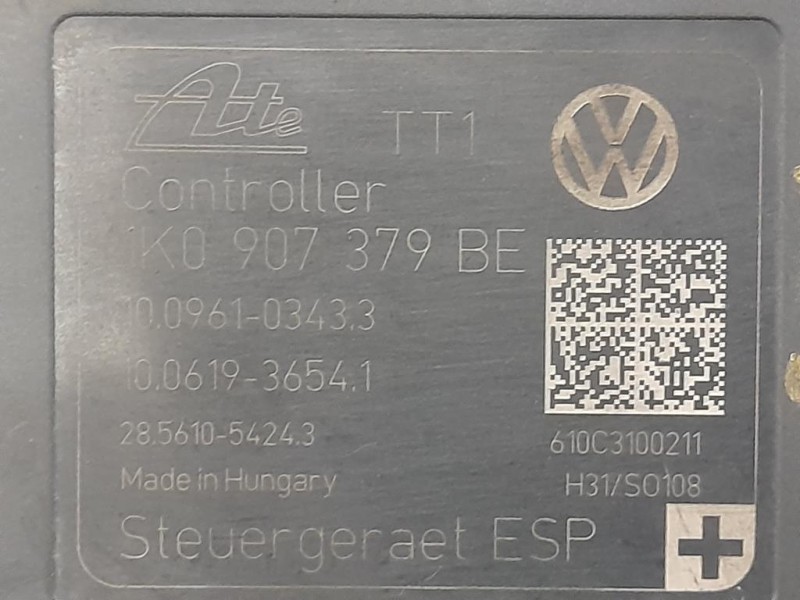 Ate TT1
Controller
1K0 907 379 BE
10.0961-0343.3
10.0619-3654.1
28.5610-5424.3
610C3100211
Made in Hungary
H31/SO108
Steuergeraet ESP